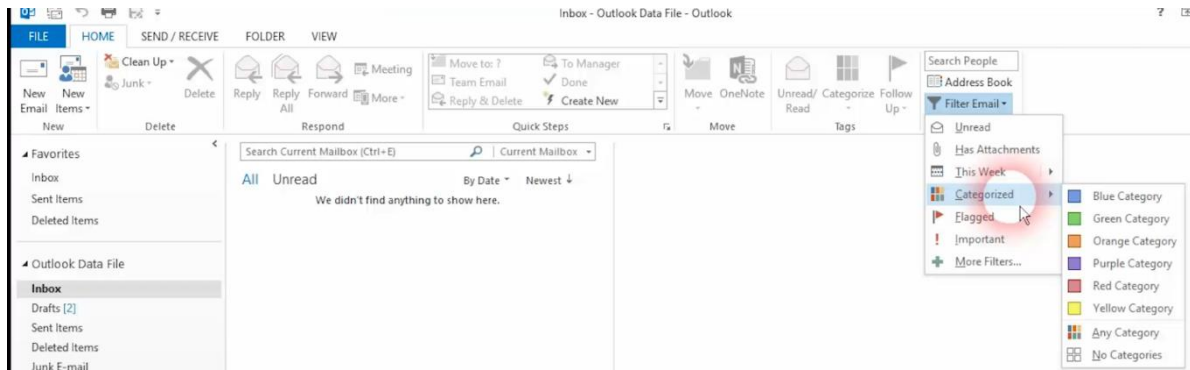 Inbox - Outlook Data File - Outlook
?
FILE HOME SEND / RECEIVE FOLDER VIEW
New Email
New Items
Clean Up
Junk
Delete
Reply
Reply All
Forward
Meeting
More
Move to: ?
Team Email
Reply & Delete
To Manager
Done
Create New
Move
OneNote
Unread/ Read
Categorize
Follow Up
Search People
Address Book
Filter Email
New
Delete
Respond
Quick Steps
Move
Tags
Favorites
Inbox
Sent Items
Deleted Items
Outlook Data File
Inbox
Drafts [2]
Sent Items
Deleted Items
Junk E-mail
Search Current Mailbox (Ctrl+E)
Current Mailbox
All Unread
By Date Newest ↓
We didn't find anything to show here.
Unread
Has Attachments
This Week
Categorized
Flagged
! Important
More Filters...
Blue Category
Green Category
Orange Category
Purple Category
Red Category
Yellow Category
Any Category
No Categories